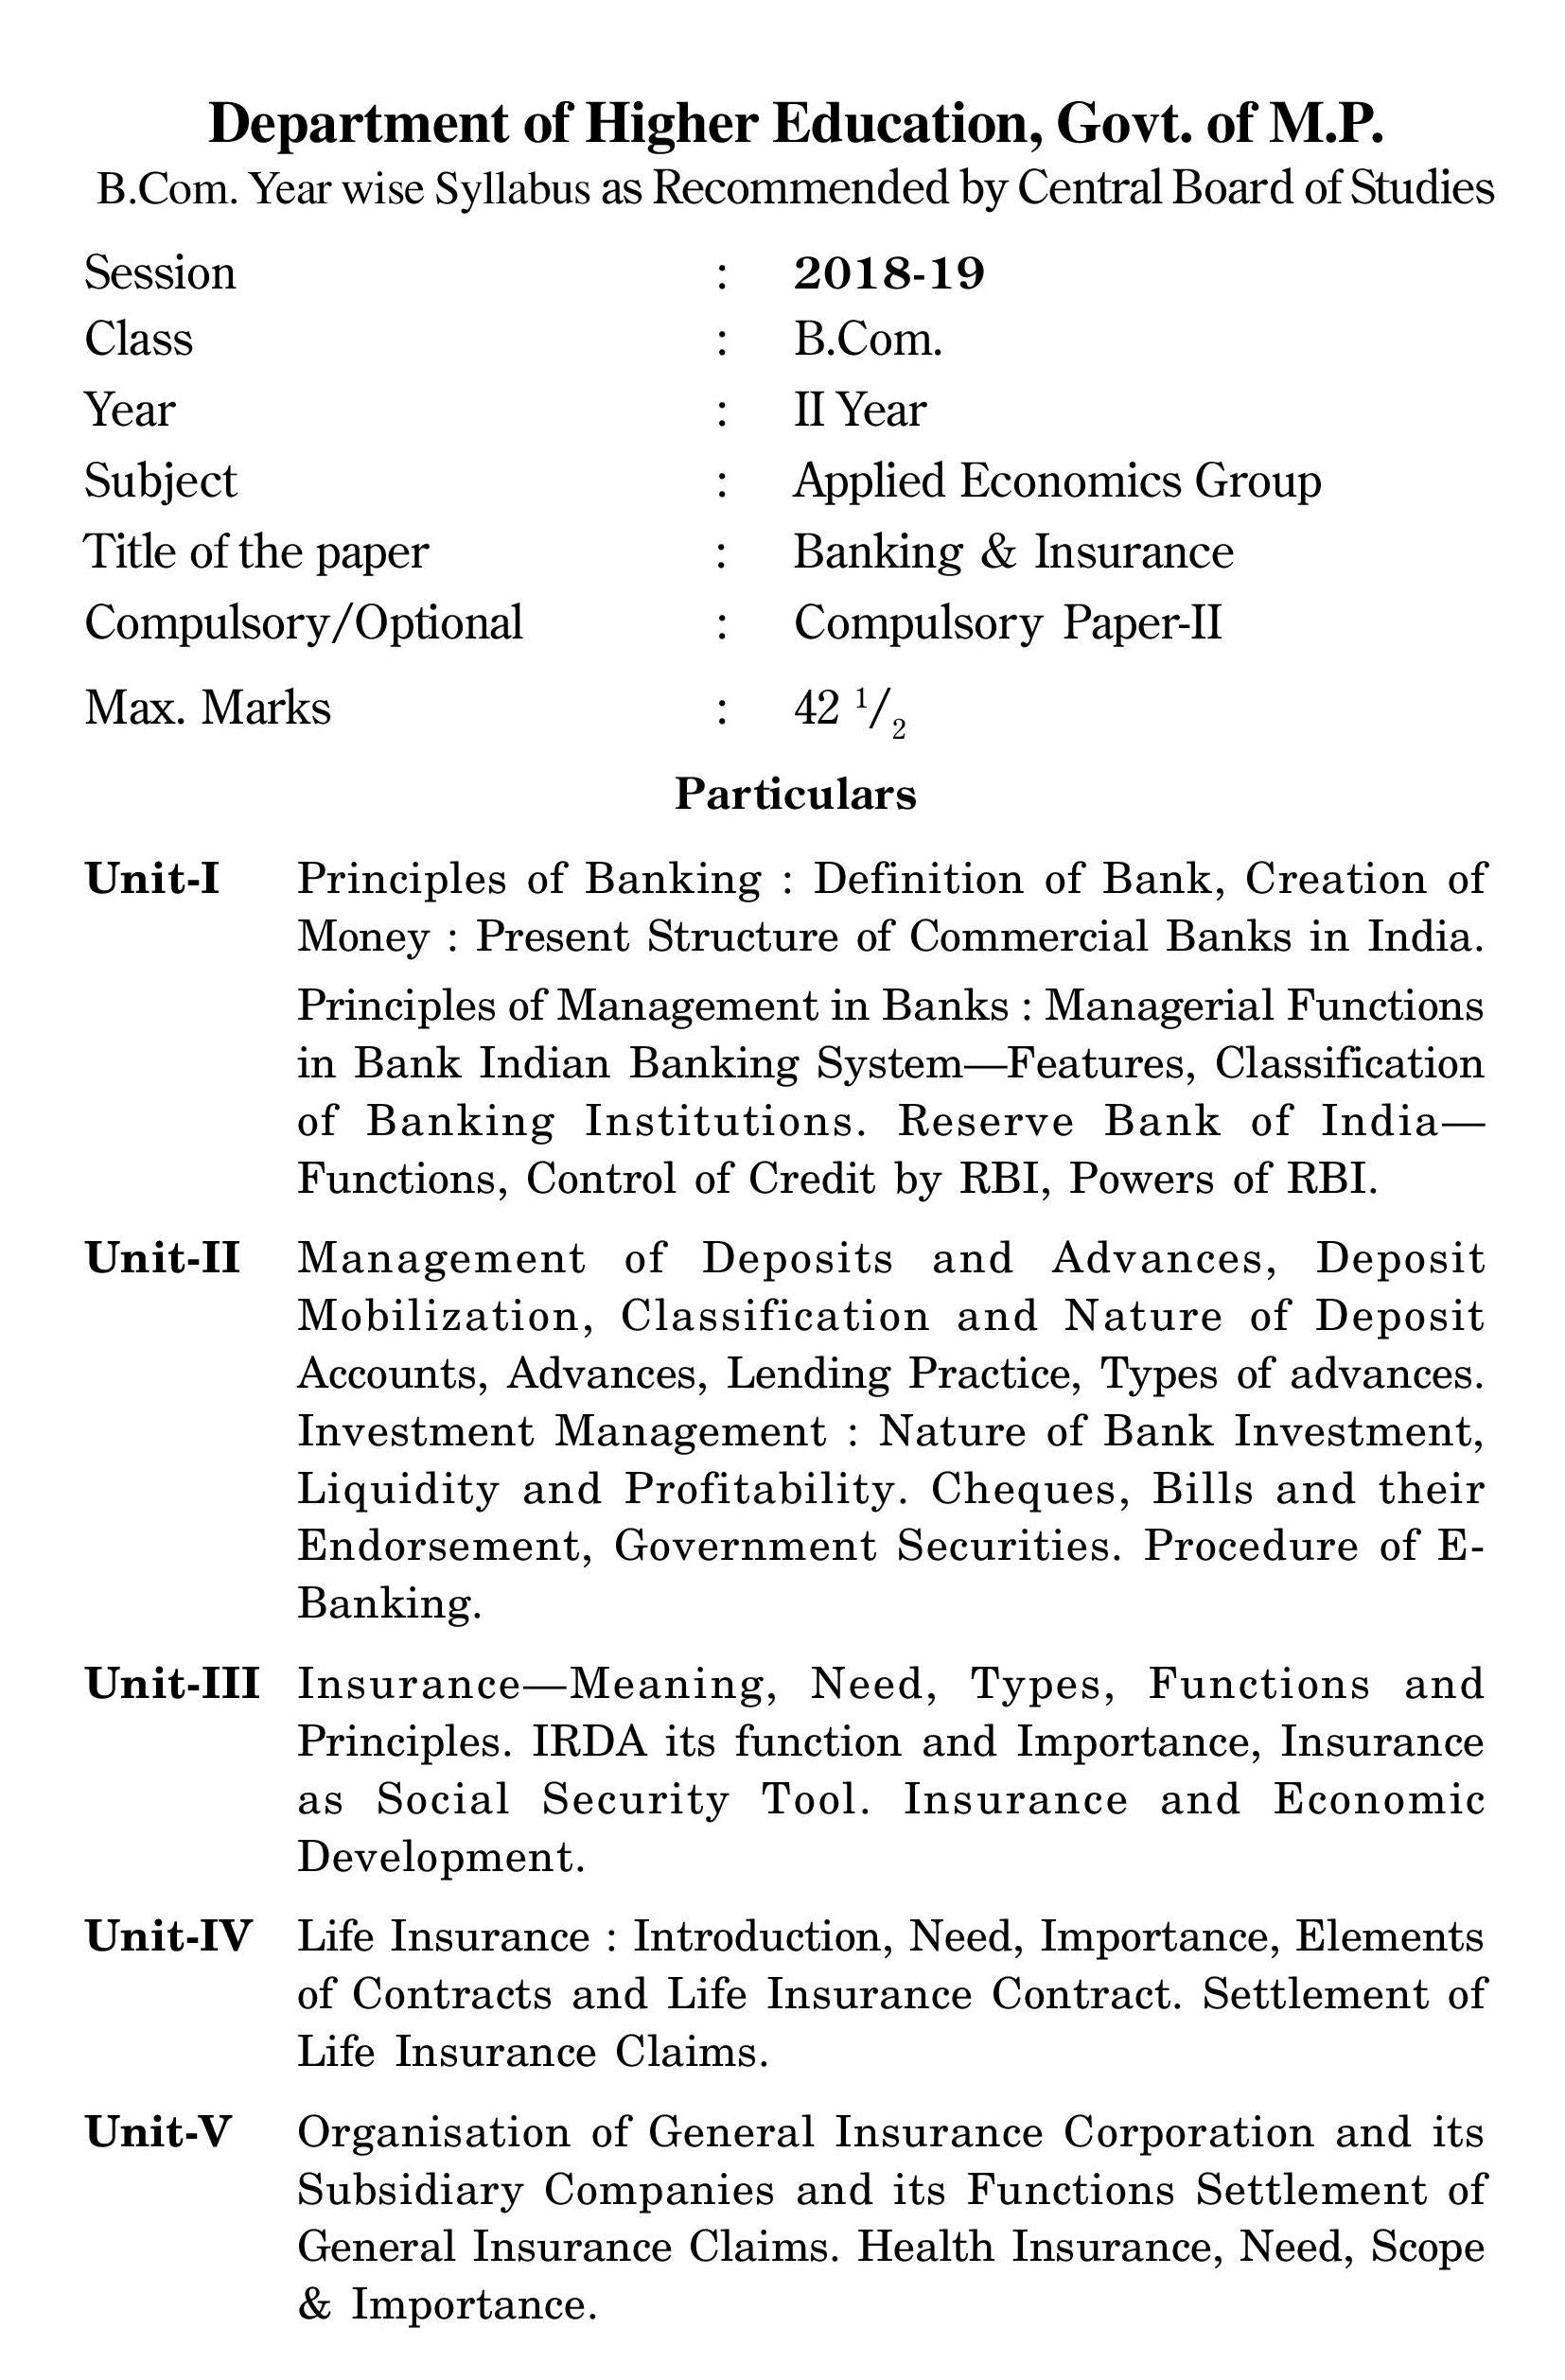 Department of Higher Education, Govt. of M.P.
B.Com. Year wise Syllabus as Recommended by Central Board of Studies
Session : 2018-19
Class : B.Com.
Year : II Year
Subject : Applied Economics Group
Title of the paper : Banking & Insurance
Compulsory/Optional : Compulsory Paper-II
Max. Marks : 42 1/2
Particulars
Unit-I Principles of Banking : Definition of Bank, Creation of
Money : Present Structure of Commercial Banks in India.
Principles of Management in Banks : Managerial Functions
in Bank Indian Banking System—Features, Classification
of Banking Institutions. Reserve Bank of India—
Functions, Control of Credit by RBI, Powers of RBI.
Unit-II Management of Deposits and Advances, Deposit
Mobilization, Classification and Nature of Deposit
Accounts, Advances, Lending Practice, Types of advances.
Investment Management : Nature of Bank Investment,
Liquidity and Profitability. Cheques, Bills and their
Endorsement, Government Securities. Procedure of E-
Banking.
Unit-III Insurance—Meaning, Need, Types, Functions and
Principles. IRDA its function and Importance, Insurance
as Social Security Tool. Insurance and Economic
Development.
Unit-IV Life Insurance : Introduction, Need, Importance, Elements
of Contracts and Life Insurance Contract. Settlement of
Life Insurance Claims.
Unit-V Organisation of General Insurance Corporation and its
Subsidiary Companies and its Functions Settlement of
General Insurance Claims. Health Insurance, Need, Scope
& Importance.